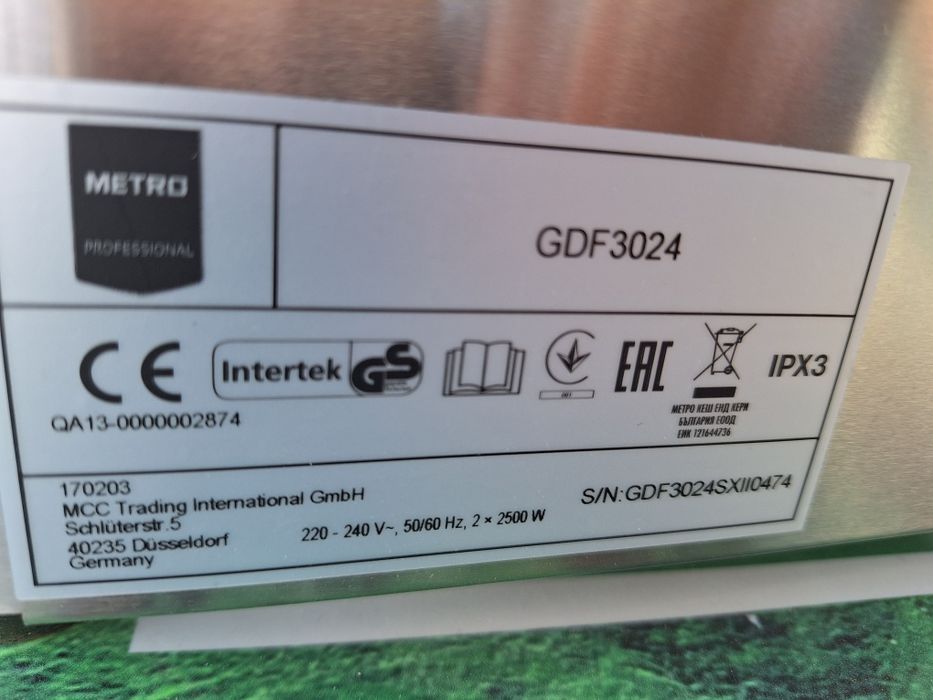 METRO
PROFESSIONAL
GDF3024
CE
Intertek GS
001
EAC
IPX3
QA13-0000002874
МЕТРО КЕШ ЕНД КЕРИ
БЪЛГАРИЯ ЕООД
ЕИК 121644736
170203
MCC Trading International GmbH
Schlüterstr.5
40235 Düsseldorf
Germany
220 - 240 V~, 50/60 Hz, 2 × 2500 W
S/N:GDF3024SXII0474